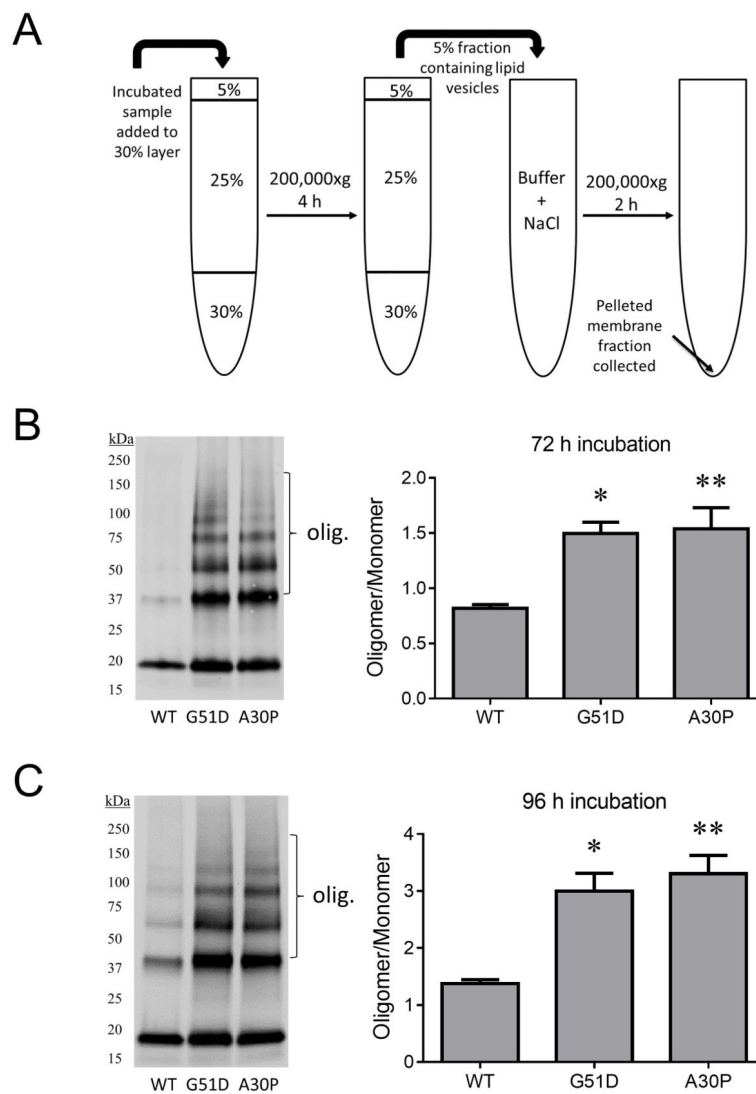 A
Incubated
sample
added to
30% layer
5%
25%
30%
200,000xg
4 h
5% fraction
containing lipid
vesicles
5%
25%
30%
Buffer
+
NaCl
200,000xg
2 h
Pelleted
membrane
fraction
collected
B
kDa
250
150
100
75
50
37
25
20
15
olig.
WT G51D A30P
72 h incubation
Oligomer/Monomer
2.0
1.5
1.0
0.5
0.0
* **
WT G51D A30P
C
kDa
250
150
100
75
50
37
25
20
15
olig.
WT G51D A30P
96 h incubation
Oligomer/Monomer
4
3
2
1
0
* **
WT G51D A30P